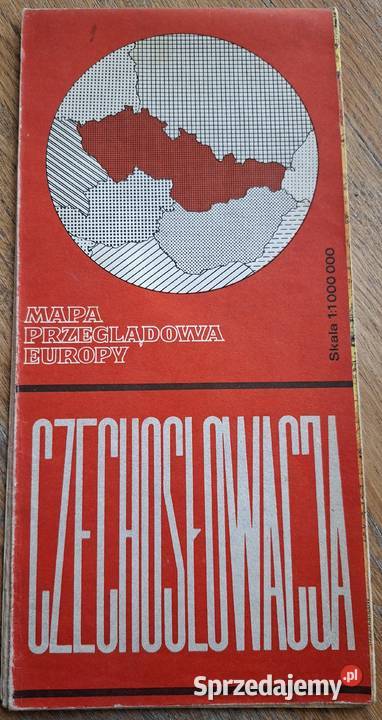 MAPA
PRZEGLĄDOWA
EUROPY
Skala 1:1 000 000
CZECHOSŁOWACJA
Sprzedajemy.pl